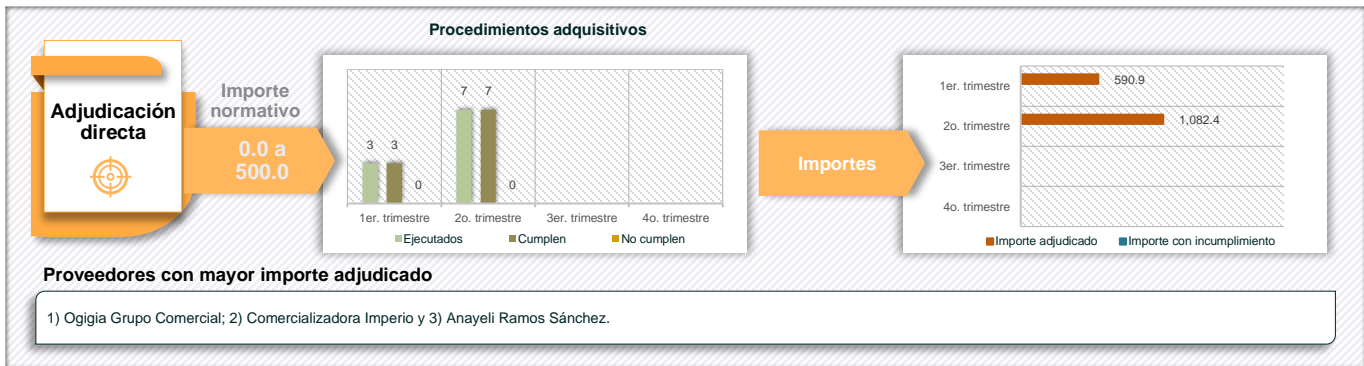 Procedimientos adquisitivos
Adjudicación
directa
Importe
normativo
0.0 a
500.0
3 3 0
7 7 0
1er. trimestre 2o. trimestre 3er. trimestre 4o. trimestre
Ejecutados Cumplen No cumplen
Importes
1er. trimestre 590.9
2o. trimestre 1,082.4
3er. trimestre
4o. trimestre
Importe adjudicado Importe con incumplimiento
Proveedores con mayor importe adjudicado
1) Ogigia Grupo Comercial; 2) Comercializadora Imperio y 3) Anayeli Ramos Sánchez.